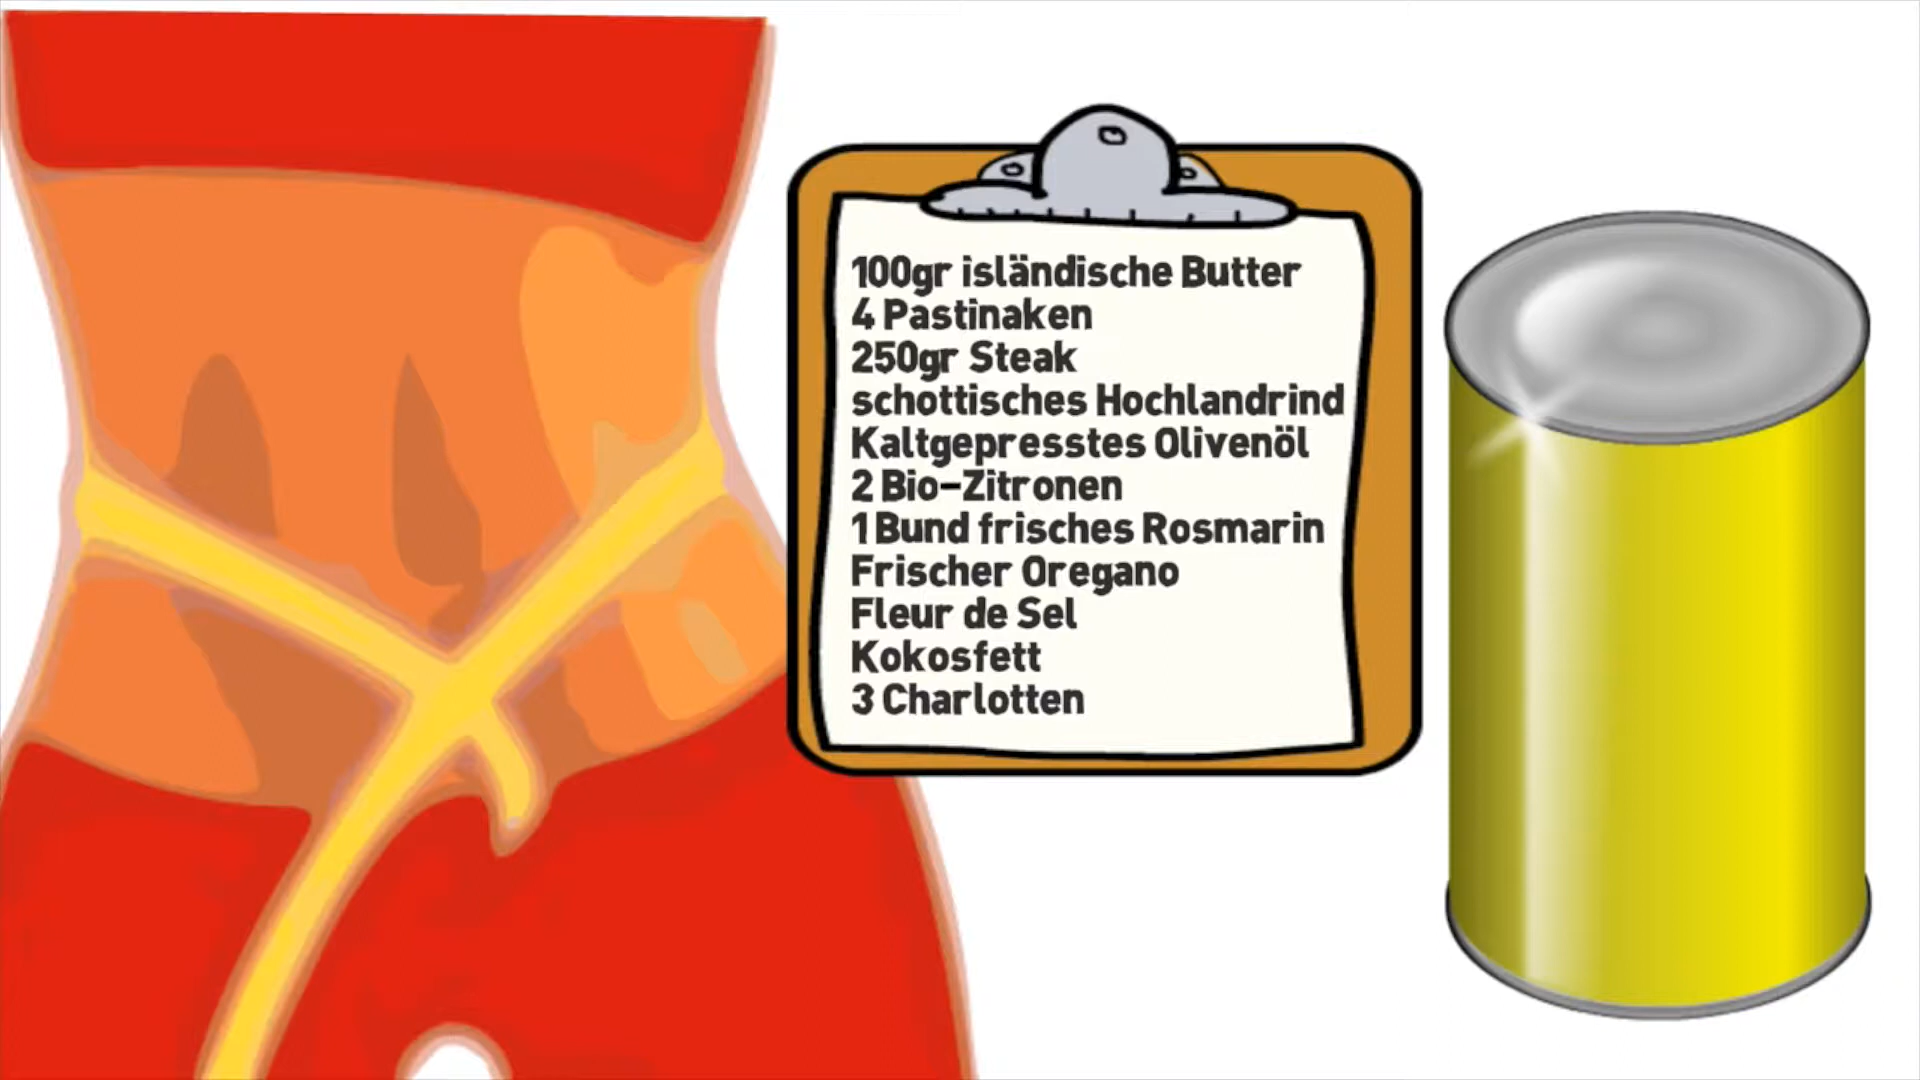 100gr isländische Butter
4 Pastinaken
250gr Steak
schottisches Hochlandrind
Kaltgepresstes Olivenöl
2 Bio-Zitronen
1 Bund frisches Rosmarin
Frischer Oregano
Fleur de Sel
Kokosfett
3 Charlotten